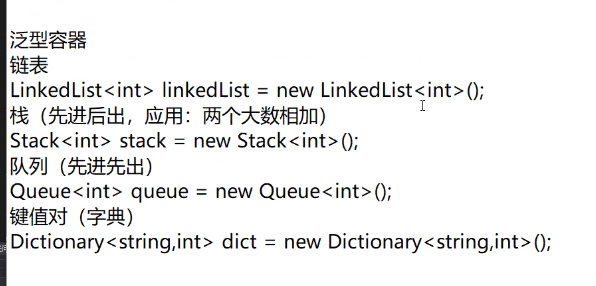 泛型容器
链表
LinkedList<int> linkedList = new LinkedList<int>();
栈（先进后出，应用：两个大数相加）
Stack<int> stack = new Stack<int>();
队列（先进先出）
Queue<int> queue = new Queue<int>();
键值对（字典）
Dictionary<string,int> dict = new Dictionary<string,int>();